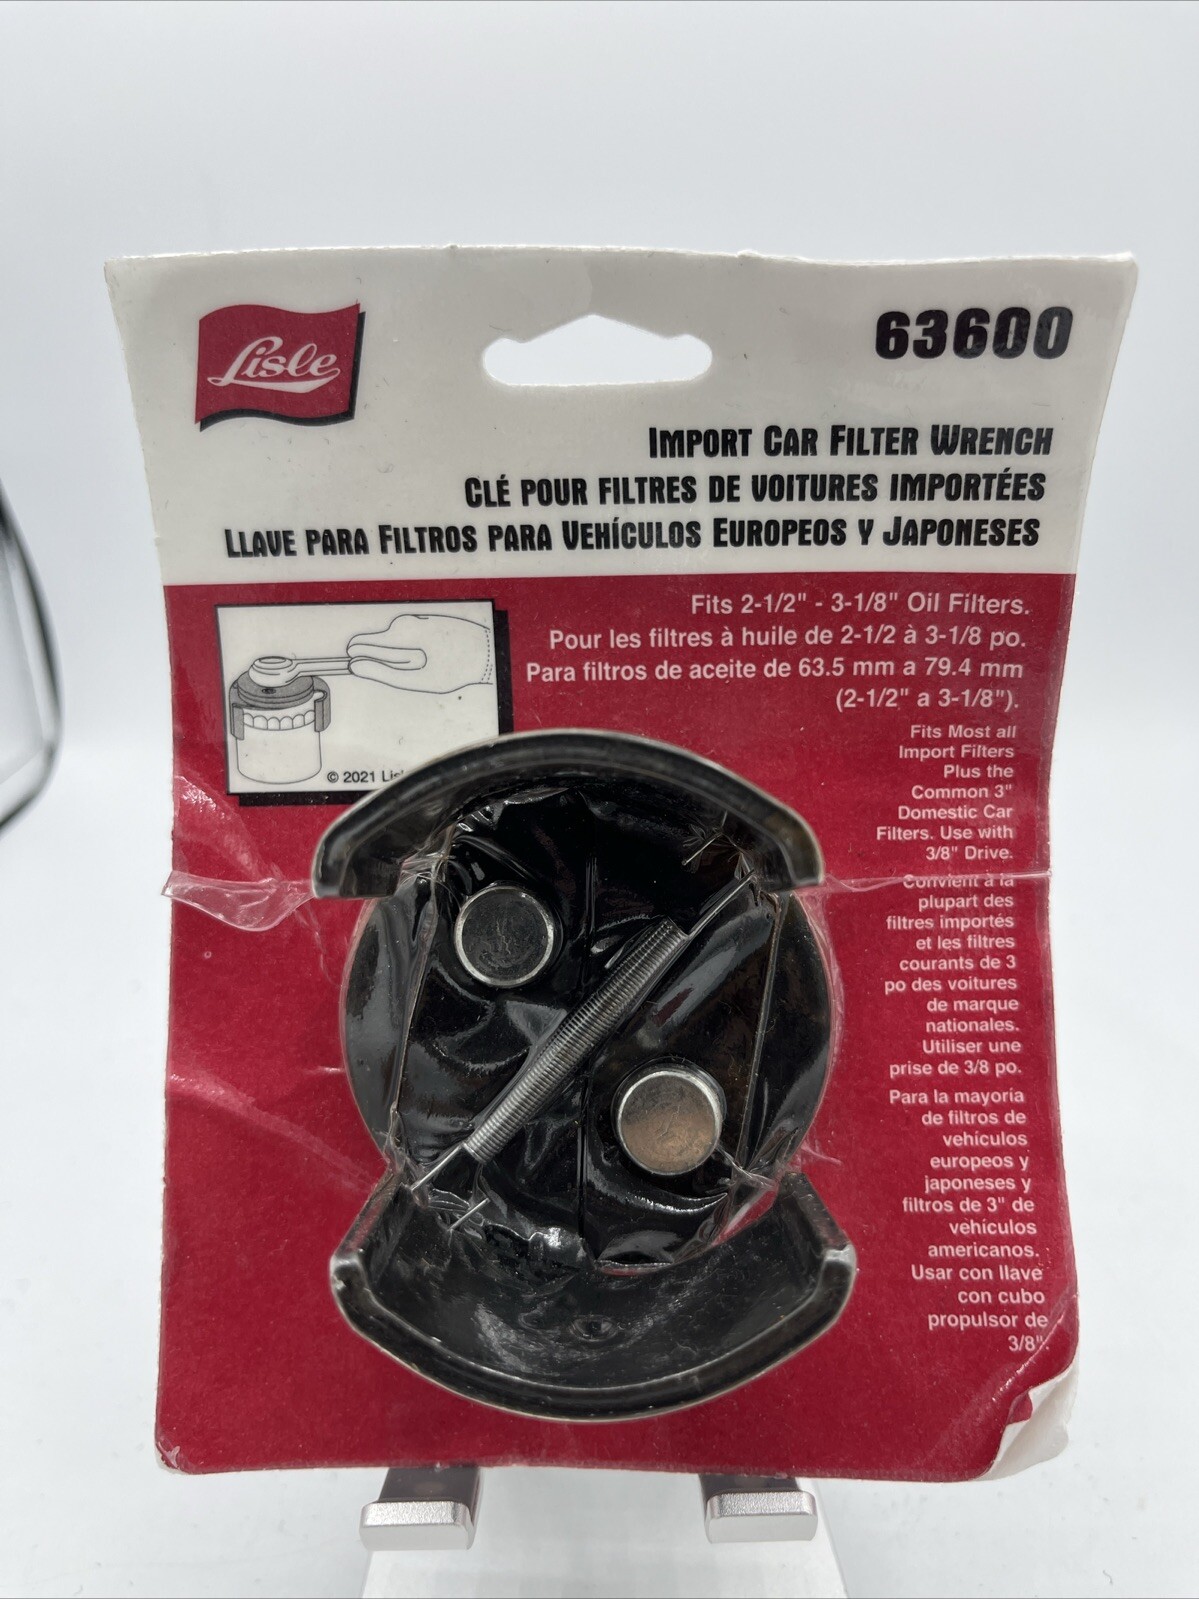 Lisle
63600
IMPORT CAR FILTER WRENCH
CLÉ POUR FILTRES DE VOITURES IMPORTÉES
LLAVE PARA FILTROS PARA VEHÍCULOS EUROPEOS Y JAPONESES
Fits 2-1/2" - 3-1/8" Oil Filters.
Pour les filtres à huile de 2-1/2 à 3-1/8 po.
Para filtros de aceite de 63.5 mm a 79.4 mm
(2-1/2" a 3-1/8").
© 2021
Fits Most all
Import Filters
Plus the
Common 3"
Domestic Car
Filters. Use with
3/8" Drive.
Convient à la
plupart des
filtres importés
et les filtres
courants de 3
po des voitures
de marque
nationales.
Utiliser une
prise de 3/8 po.
Para la mayoria
de filtros de
vehículos
europeos y
japoneses y
filtros de 3" de
vehículos
americanos.
Usar con llave
con cubo
propulsor de
3/8".